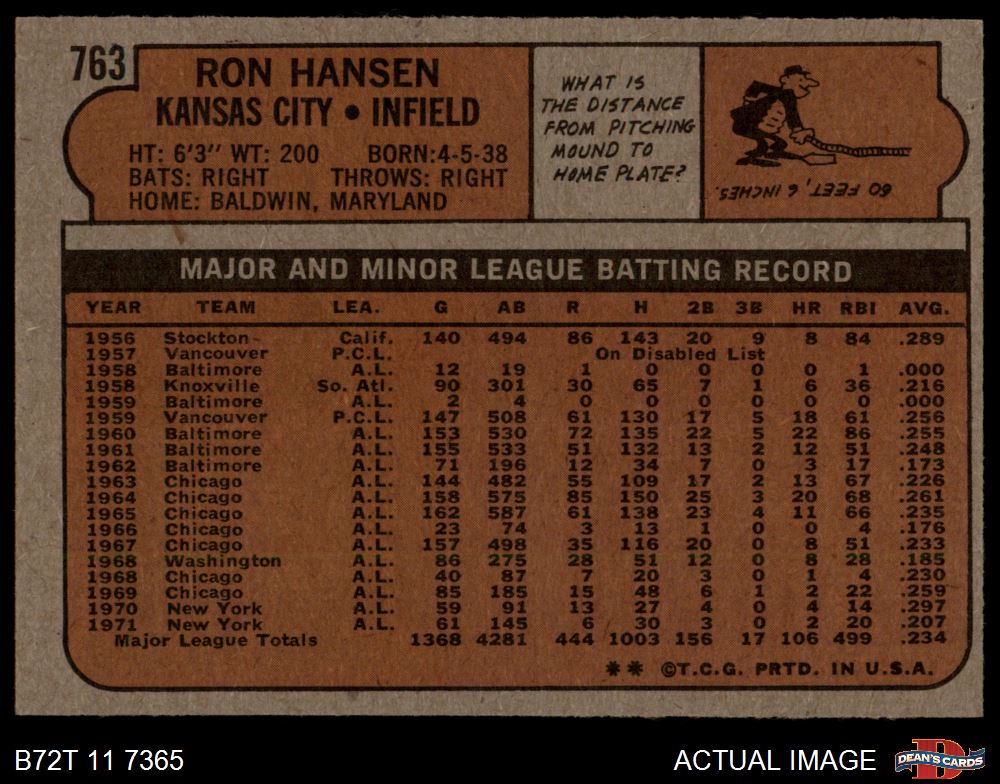 763
RON HANSEN
KANSAS CITY • INFIELD
HT: 6'3" WT: 200 BORN:4-5-38
BATS: RIGHT THROWS: RIGHT
HOME: BALDWIN, MARYLAND
WHAT IS
THE DISTANCE
FROM PITCHING
MOUND TO
HOME PLATE?
60 FEET, 6 INCHES.
MAJOR AND MINOR LEAGUE BATTING RECORD
YEAR TEAM LEA. G AB R H 2B 3B HR RBI AVG.
1956 Stockton Calif. 140 494 86 143 20 9 8 84 .289
1957 Vancouver P.C.L. On Disabled List
1958 Baltimore A.L. 12 19 1 0 0 0 0 1 .000
1958 Knoxville So. Atl. 90 301 30 65 7 1 6 36 .216
1959 Baltimore A.L. 2 4 0 0 0 0 0 0 .000
1959 Vancouver P.C.L. 147 508 61 130 17 5 18 61 .256
1960 Baltimore A.L. 153 530 72 135 22 5 22 86 .255
1961 Baltimore A.L. 155 533 51 132 13 2 12 51 .248
1962 Baltimore A.L. 71 196 12 34 7 0 3 17 .173
1963 Chicago A.L. 144 482 55 109 17 2 13 67 .226
1964 Chicago A.L. 158 575 85 150 25 3 20 68 .261
1965 Chicago A.L. 162 587 61 138 23 4 11 66 .235
1966 Chicago A.L. 23 74 3 13 1 0 0 4 .176
1967 Chicago A.L. 157 498 35 116 20 0 8 51 .233
1968 Washington A.L. 86 275 28 51 12 0 8 28 .185
1968 Chicago A.L. 40 87 7 20 3 0 1 4 .230
1969 Chicago A.L. 85 185 15 48 6 1 2 22 .259
1970 New York A.L. 59 91 13 27 4 0 4 14 .297
1971 New York A.L. 61 145 6 30 3 0 2 20 .207
Major League Totals 1368 4281 444 1003 156 17 106 499 .234
** ©T.C.G. PRTD. IN U.S.A.
B72T 11 7365
ACTUAL IMAGE
D
DEAN'S CARDS